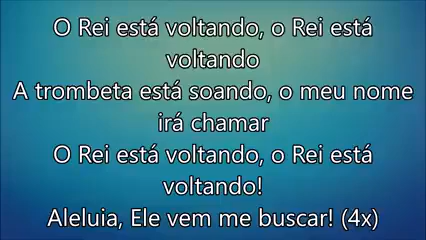 O Rei está voltando, o Rei está
voltando
A trombeta está soando, o meu nome
irá chamar
O Rei está voltando, o Rei está
voltando!
Aleluia, Ele vem me buscar! (4x)